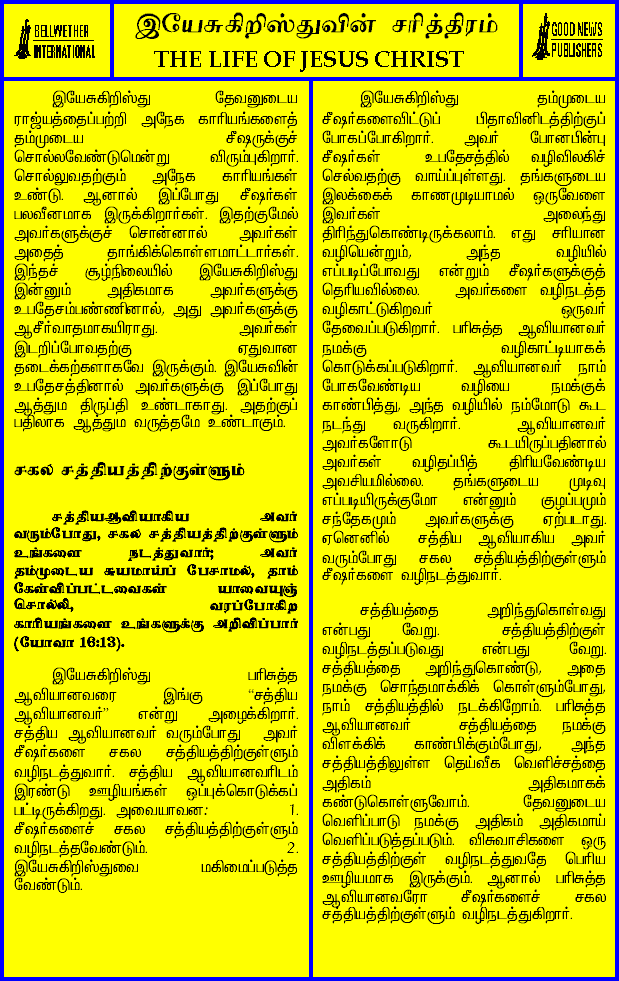 BELLWETHER
INTERNATIONAL
இயேசுகிறிஸ்துவின் சரித்திரம்
THE LIFE OF JESUS CHRIST
GOOD NEWS
PUBLISHERS
இயேசுகிறிஸ்து தேவனுடைய
ராஜ்யத்தைப்பற்றி அநேக காரியங்களைத்
தம்முடைய சீஷருக்குச்
சொல்லவேண்டுமென்று விரும்புகிறார்.
சொல்லுவதற்கும் அநேக காரியங்கள்
உண்டு. ஆனால் இப்போது சீஷர்கள்
பலவீனமாக இருக்கிறார்கள். இதற்குமேல்
அவர்களுக்குச் சொன்னால் அவர்கள்
அதைத் தாங்கிக்கொள்ளமாட்டார்கள்.
இந்தச் சூழ்நிலையில் இயேசுகிறிஸ்து
இன்னும் அதிகமாக அவர்களுக்கு
உபதேசம்பண்ணினால், அது அவர்களுக்கு
ஆசீர்வாதமாகயிராது. அவர்கள்
இடறிப்போவதற்கு ஏதுவான
தடைக்கற்களாகவே இருக்கும். இயேசுவின்
உபதேசத்தினால் அவர்களுக்கு இப்போது
ஆத்தும திருப்தி உண்டாகாது. அதற்குப்
பதிலாக ஆத்தும வருத்தமே உண்டாகும்.
சகல சத்தியத்திற்குள்ளும்
சத்தியஆவியாகிய அவர்
வரும்போது, சகல சத்தியத்திற்குள்ளும்
உங்களை நடத்துவார்; அவர்
தம்முடைய சுயமாய்ப் பேசாமல், தாம்
கேள்விப்பட்டவைகள் யாவையுஞ்
சொல்லி, வரப்போகிற
காரியங்களை உங்களுக்கு அறிவிப்பார்
(யோவா 16:13).
இயேசுகிறிஸ்து பரிசுத்த
ஆவியானவரை இங்கு “சத்திய
ஆவியானவர்” என்று அழைக்கிறார்.
சத்திய ஆவியானவர் வரும்போது அவர்
சீஷர்களை சகல சத்தியத்திற்குள்ளும்
வழிநடத்துவார். சத்திய ஆவியானவரிடம்
இரண்டு ஊழியங்கள் ஒப்புக்கொடுக்கப்
பட்டிருக்கிறது. அவையாவன: 1.
சீஷர்களைச் சகல சத்தியத்திற்குள்ளும்
வழிநடத்தவேண்டும். 2.
இயேசுகிறிஸ்துவை மகிமைப்படுத்த
வேண்டும்.
இயேசுகிறிஸ்து தம்முடைய
சீஷர்களைவிட்டுப் பிதாவினிடத்திற்குப்
போகப்போகிறார். அவர் போனபின்பு
சீஷர்கள் உபதேசத்தில் வழிவிலகிச்
செல்வதற்கு வாய்ப்புள்ளது. தங்களுடைய
இலக்கைக் காணமுடியாமல் ஒருவேளை
இவர்கள் அலைந்து
திரிந்துகொண்டிருக்கலாம். எது சரியான
வழியென்றும், அந்த வழியில்
எப்படிப்போவது என்றும் சீஷர்களுக்குத்
தெரியவில்லை. அவர்களை வழிநடத்த
வழிகாட்டுகிறவர் ஒருவர்
தேவைப்படுகிறார். பரிசுத்த ஆவியானவர்
நமக்கு வழிகாட்டியாகக்
கொடுக்கப்படுகிறார். ஆவியானவர் நாம்
போகவேண்டிய வழியை நமக்குக்
காண்பித்து, அந்த வழியில் நம்மோடு கூட
நடந்து வருகிறார். ஆவியானவர்
அவர்களோடு கூடயிருப்பதினால்
அவர்கள் வழிதப்பித் திரியவேண்டிய
அவசியமில்லை. தங்களுடைய முடிவு
எப்படியிருக்குமோ என்னும் குழப்பமும்
சந்தேகமும் அவர்களுக்கு ஏற்படாது.
ஏனெனில் சத்திய ஆவியாகிய அவர்
வரும்போது சகல சத்தியத்திற்குள்ளும்
சீஷர்களை வழிநடத்துவார்.
சத்தியத்தை அறிந்துகொள்வது
என்பது வேறு. சத்தியத்திற்குள்
வழிநடத்தப்படுவது என்பது வேறு.
சத்தியத்தை அறிந்துகொண்டு, அதை
நமக்கு சொந்தமாக்கிக் கொள்ளும்போது,
நாம் சத்தியத்தில் நடக்கிறோம். பரிசுத்த
ஆவியானவர் சத்தியத்தை நமக்கு
விளக்கிக் காண்பிக்கும்போது, அந்த
சத்தியத்திலுள்ள தெய்வீக வெளிச்சத்தை
அதிகம் அதிகமாகக்
கண்டுகொள்ளுவோம். தேவனுடைய
வெளிப்பாடு நமக்கு அதிகம் அதிகமாய்
வெளிப்படுத்தப்படும். விசுவாசிகளை ஒரு
சத்தியத்திற்குள் வழிநடத்துவதே பெரிய
ஊழியமாக இருக்கும். ஆனால் பரிசுத்த
ஆவியானவரோ சீஷர்களைச் சகல
சத்தியத்திற்குள்ளும் வழிநடத்துகிறார்.